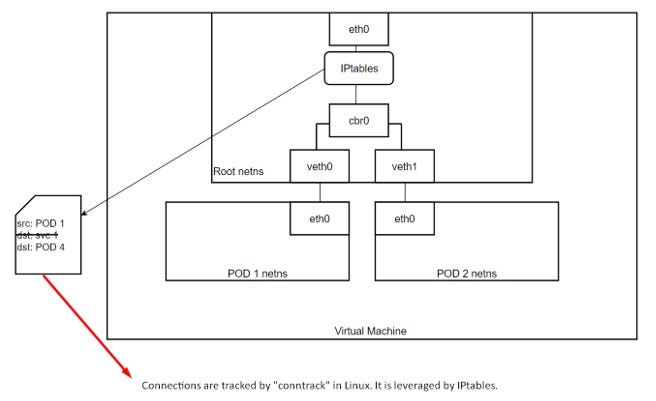 eth0
IPtables
cbr0
veth0
veth1
Root netns
eth0
eth0
src: POD 1
dst: svc 1
dst: POD 4
POD 1 netns
POD 2 netns
Virtual Machine
Connections are tracked by "conntrack" in Linux. It is leveraged by IPtables.